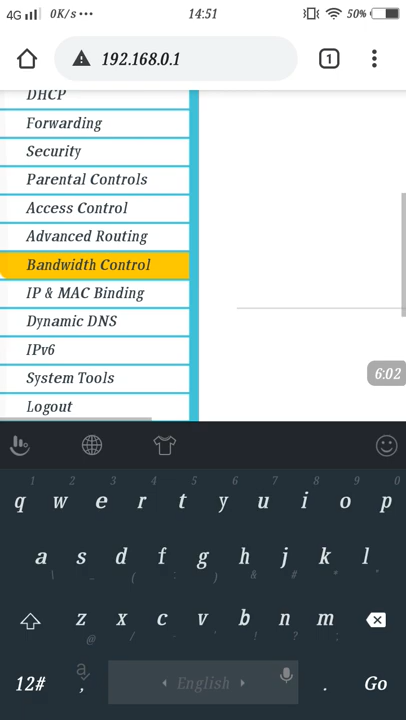 4G 0K/s ••• 14:51 50%
192.168.0.1 1
DHCP
Forwarding
Security
Parental Controls
Access Control
Advanced Routing
Bandwidth Control
IP & MAC Binding
Dynamic DNS
IPv6
System Tools
6:02
Logout
1 2 3 4 5 6 7 8 9 0
q w e r t y u i o p
a s d f g h j k l
\ _ ( : ) & # * "
z x c v b n m
@ / - ' ! ? ;
12# a , English . Go